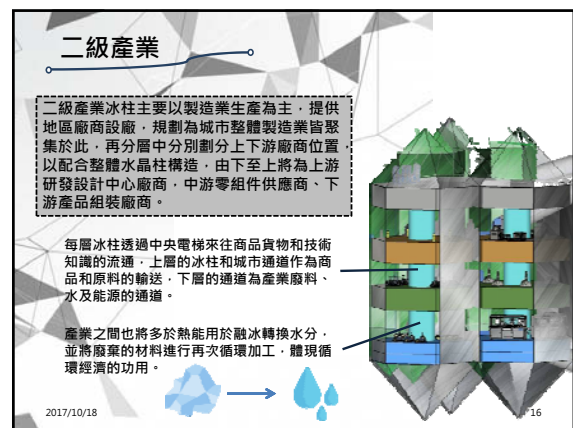 二級產業
二級產業冰柱主要以製造業生產為主，提供
地區廠商設廠，規劃為城市整體製造業皆聚
集於此，再分層中分別劃分上下游廠商位置，
以配合整體水晶柱構造，由下至上將為上游
研發設計中心廠商，中游零組件供應商、下
游產品組裝廠商。
每層冰柱透過中央電梯來往商品貨物和技術
知識的流通，上層的冰柱和城市通道作為商
品和原料的輸送，下層的通道為產業廢料、
水及能源的通道。
產業之間也將多於熱能用於融冰轉換水分，
並將廢棄的材料進行再次循環加工，體現循
環經濟的功用。
2017/10/18
16